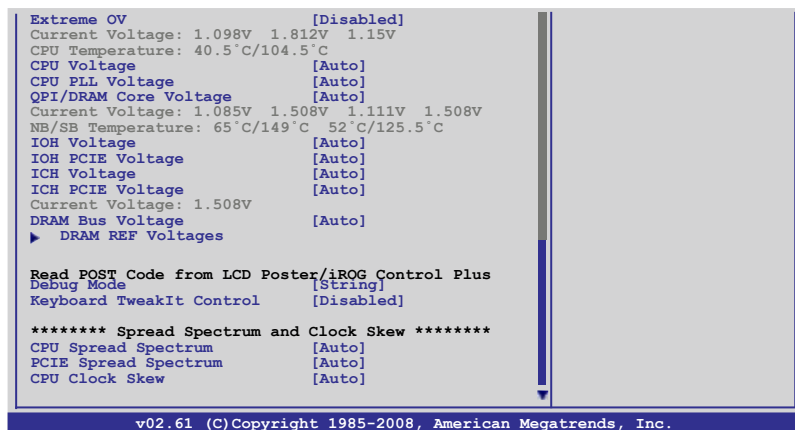 Extreme OV [Disabled]
Current Voltage: 1.098V 1.812V 1.15V
CPU Temperature: 40.5°C/104.5°C
CPU Voltage [Auto]
CPU PLL Voltage [Auto]
QPI/DRAM Core Voltage [Auto]
Current Voltage: 1.085V 1.508V 1.111V 1.508V
NB/SB Temperature: 65°C/149°C 52°C/125.5°C
IOH Voltage [Auto]
IOH PCIE Voltage [Auto]
ICH Voltage [Auto]
ICH PCIE Voltage [Auto]
Current Voltage: 1.508V
DRAM Bus Voltage [Auto]
DRAM REF Voltages
Read POST Code from LCD Poster/iROG Control Plus
Debug Mode [String]
Keyboard TweakIt Control [Disabled]
******** Spread Spectrum and Clock Skew ********
CPU Spread Spectrum [Auto]
PCIE Spread Spectrum [Auto]
CPU Clock Skew [Auto]
v02.61 (C)Copyright 1985-2008, American Megatrends, Inc.